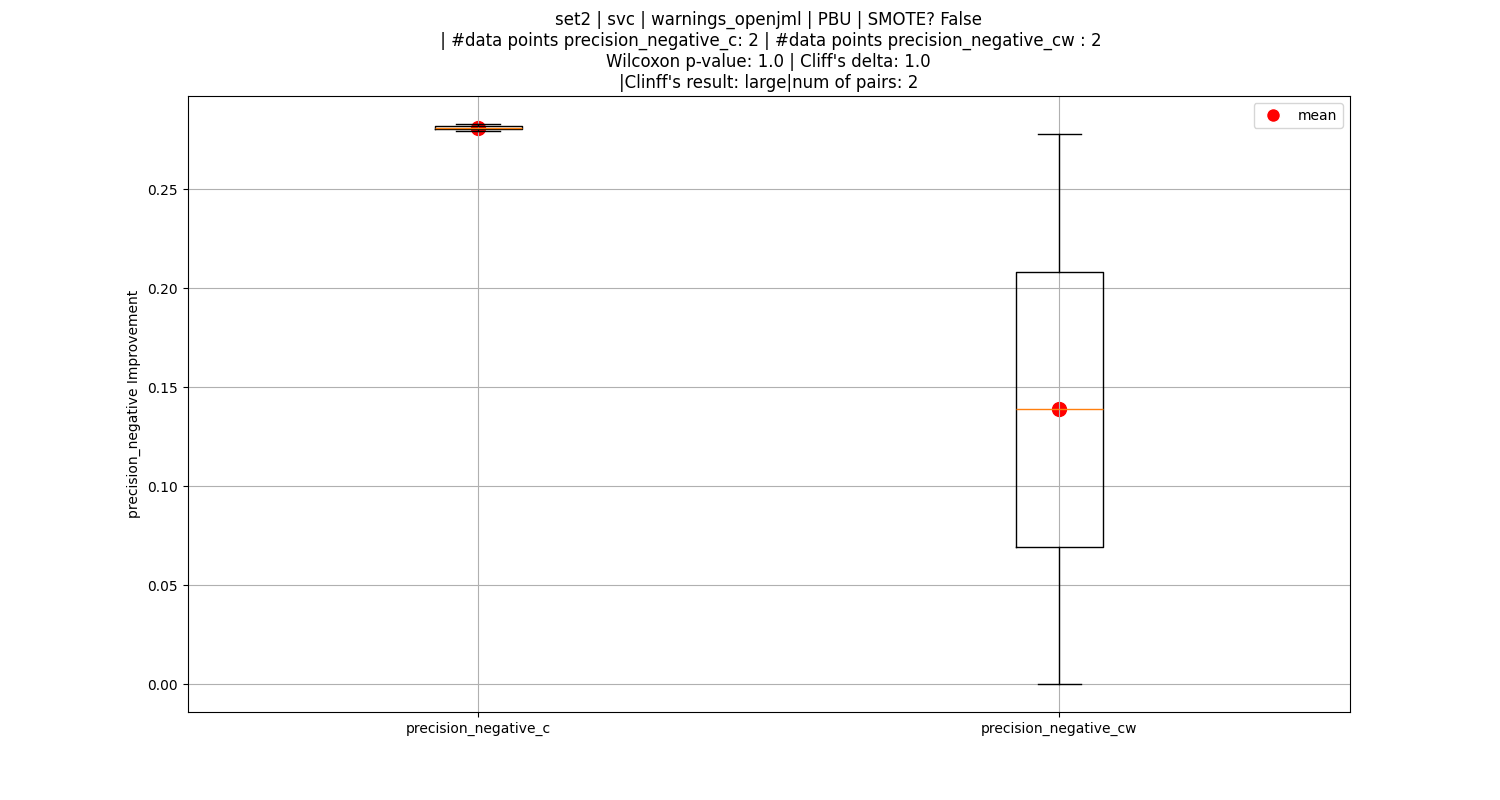 set2 | svc | warnings_openjml | PBU | SMOTE? False
| #data points precision_negative_c: 2 | #data points precision_negative_cw : 2
Wilcoxon p-value: 1.0 | Cliff's delta: 1.0
|Clinff's result: large|num of pairs: 2
mean
precision_negative Improvement
0.25
0.20
0.15
0.10
0.05
0.00
precision_negative_c
precision_negative_cw